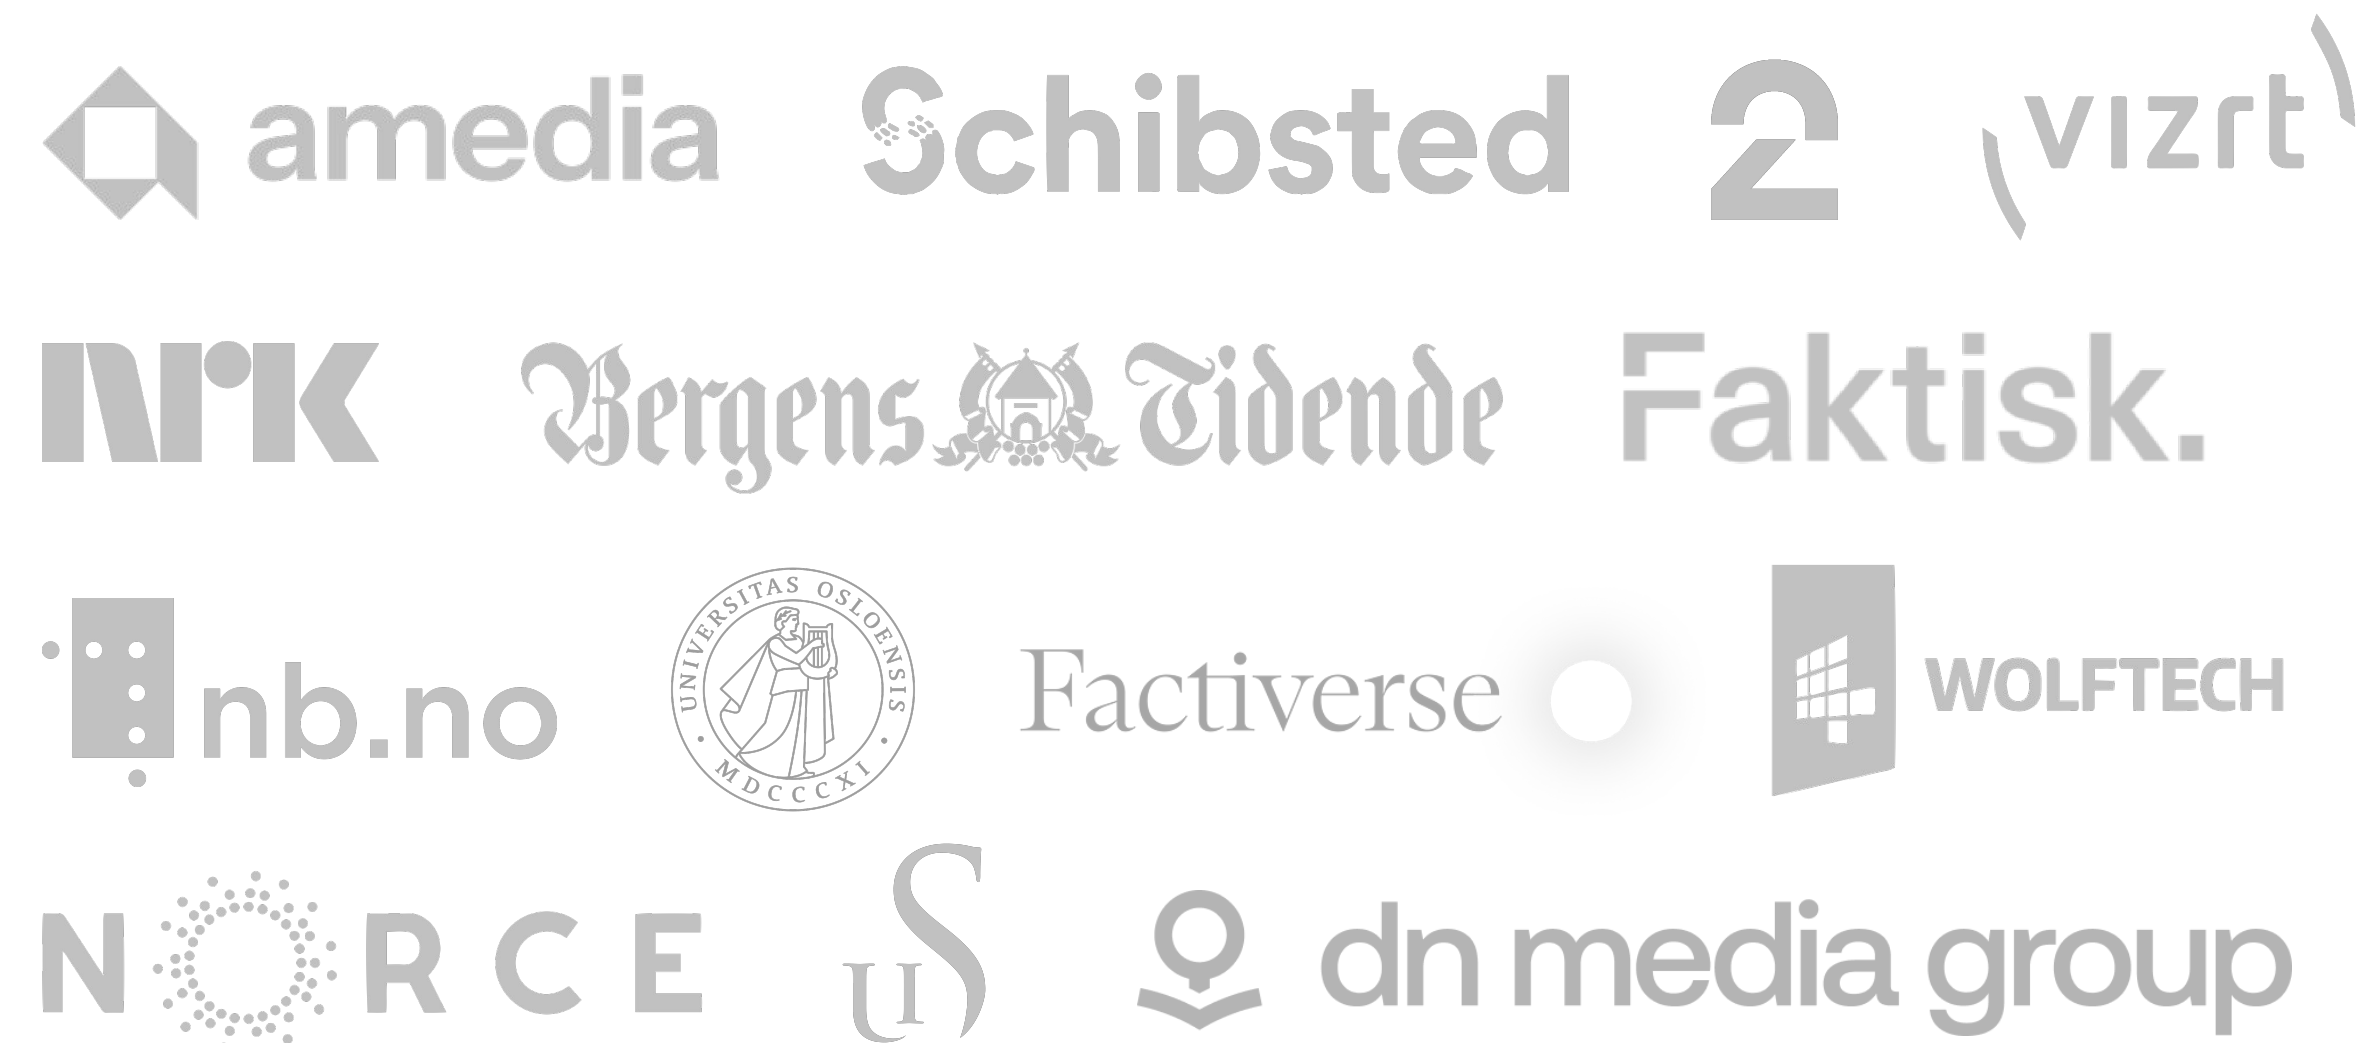 amedia Schibsted 2 vizrt
nrk Bergens Tidende Faktisk.
nb.no UNIVERSITAS OSLOENSIS MDCCCXI Factiverse WOLFTECH
NORCE uiS dn media group